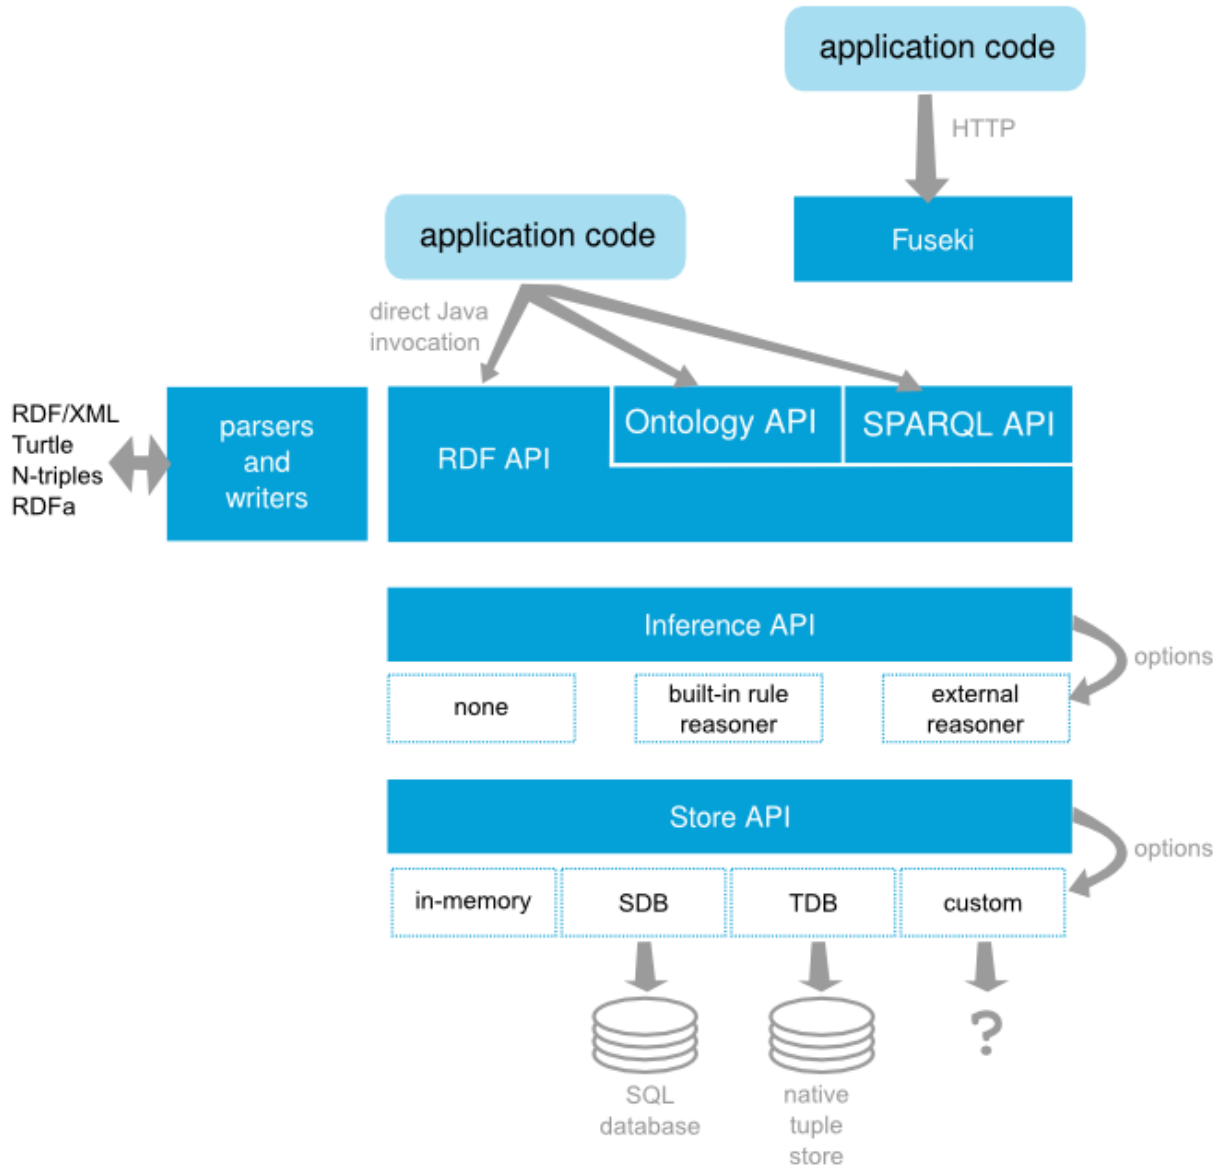 application code
HTTP
Fuseki
application code
direct Java
invocation
RDF/XML
Turtle
N-triples
RDFa
parsers
and
writers
RDF API
Ontology API
SPARQL API
Inference API
options
none
built-in rule
reasoner
external
reasoner
Store API
options
in-memory
SDB
TDB
custom
?
SQL
database
native
tuple
store